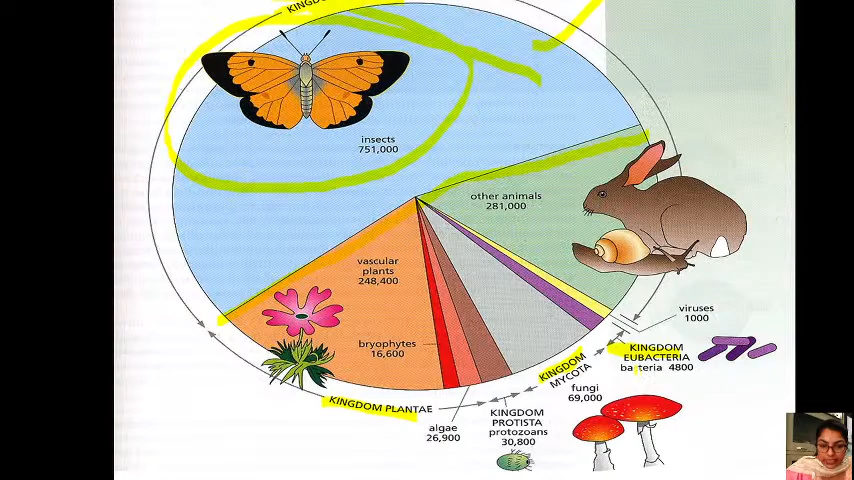 KINGDOM
insects
751,000
other animals
281,000
vascular
plants
248,400
viruses
1000
bryophytes
16,600
KINGDOM
EUBACTERIA
bacteria 4800
KINGDOM
MYCOTA
fungi
69,000
KINGDOM PLANTAE
algae
26,900
KINGDOM
PROTISTA
protozoans
30,800